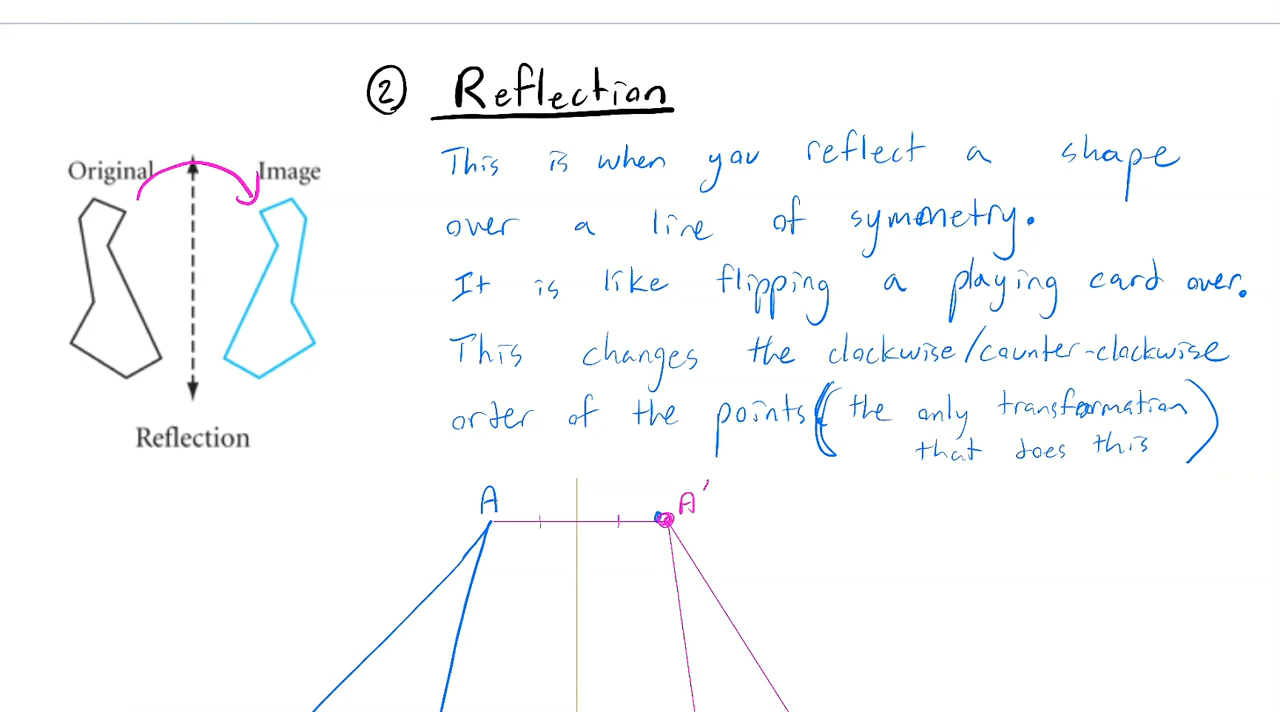 ② Reflection
Original Image
Reflection
This is when you reflect a shape
over a line of symmetry.
It is like flipping a playing card over.
This changes the clockwise/counter-clockwise
order of the points (the only transformation
that does this)
A A'